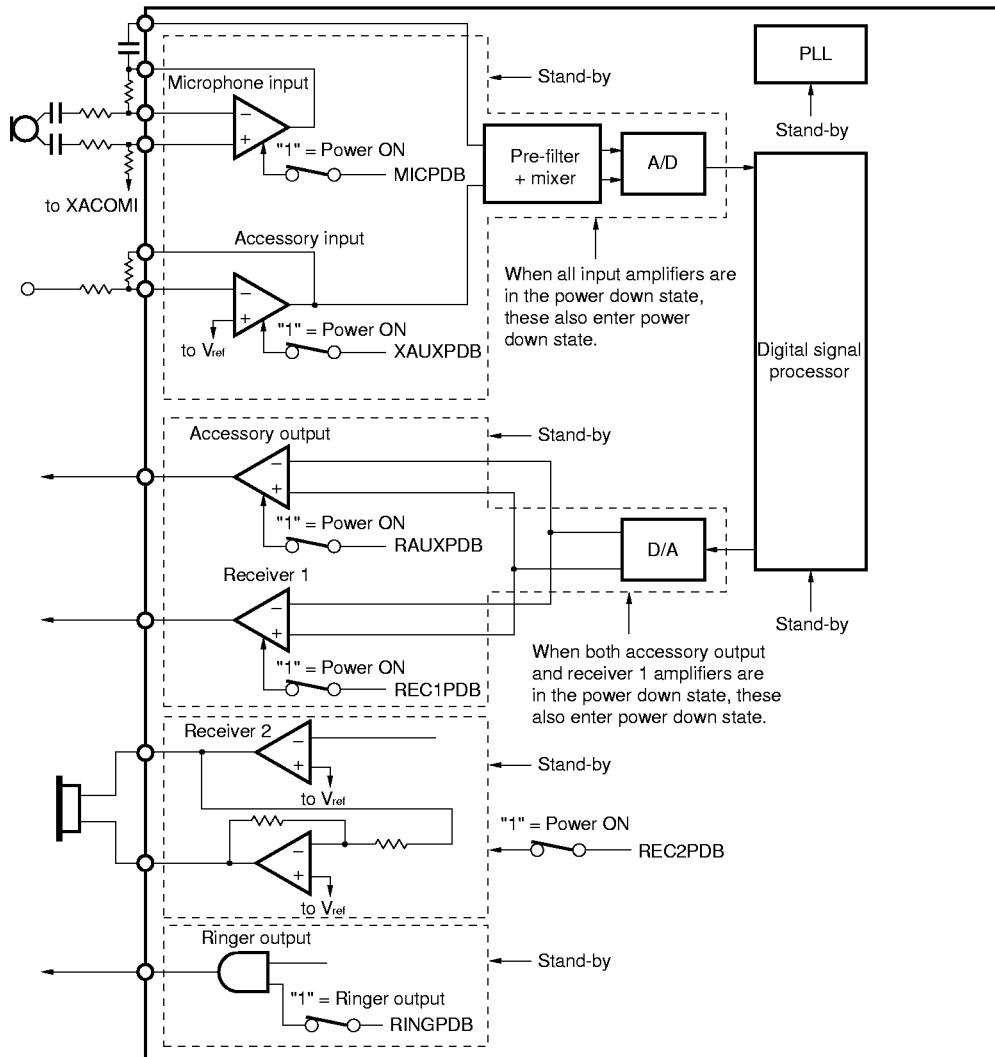 PLL
Stand-by
Microphone input
Stand-by
−
+
"1" = Power ON
MICPDB
to XACOMI
Pre-filter
+ mixer
A/D
Accessory input
−
+
to Vref
"1" = Power ON
XAUXPDB
When all input amplifiers are
in the power down state,
these also enter power
down state.
Digital signal
processor
Accessory output
Stand-by
−
+
"1" = Power ON
RAUXPDB
D/A
Receiver 1
−
+
"1" = Power ON
REC1PDB
Stand-by
When both accessory output
and receiver 1 amplifiers are
in the power down state, these
also enter power down state.
Receiver 2
−
+
to Vref
Stand-by
"1" = Power ON
REC2PDB
−
+
to Vref
Ringer output
Stand-by
"1" = Ringer output
RINGPDB